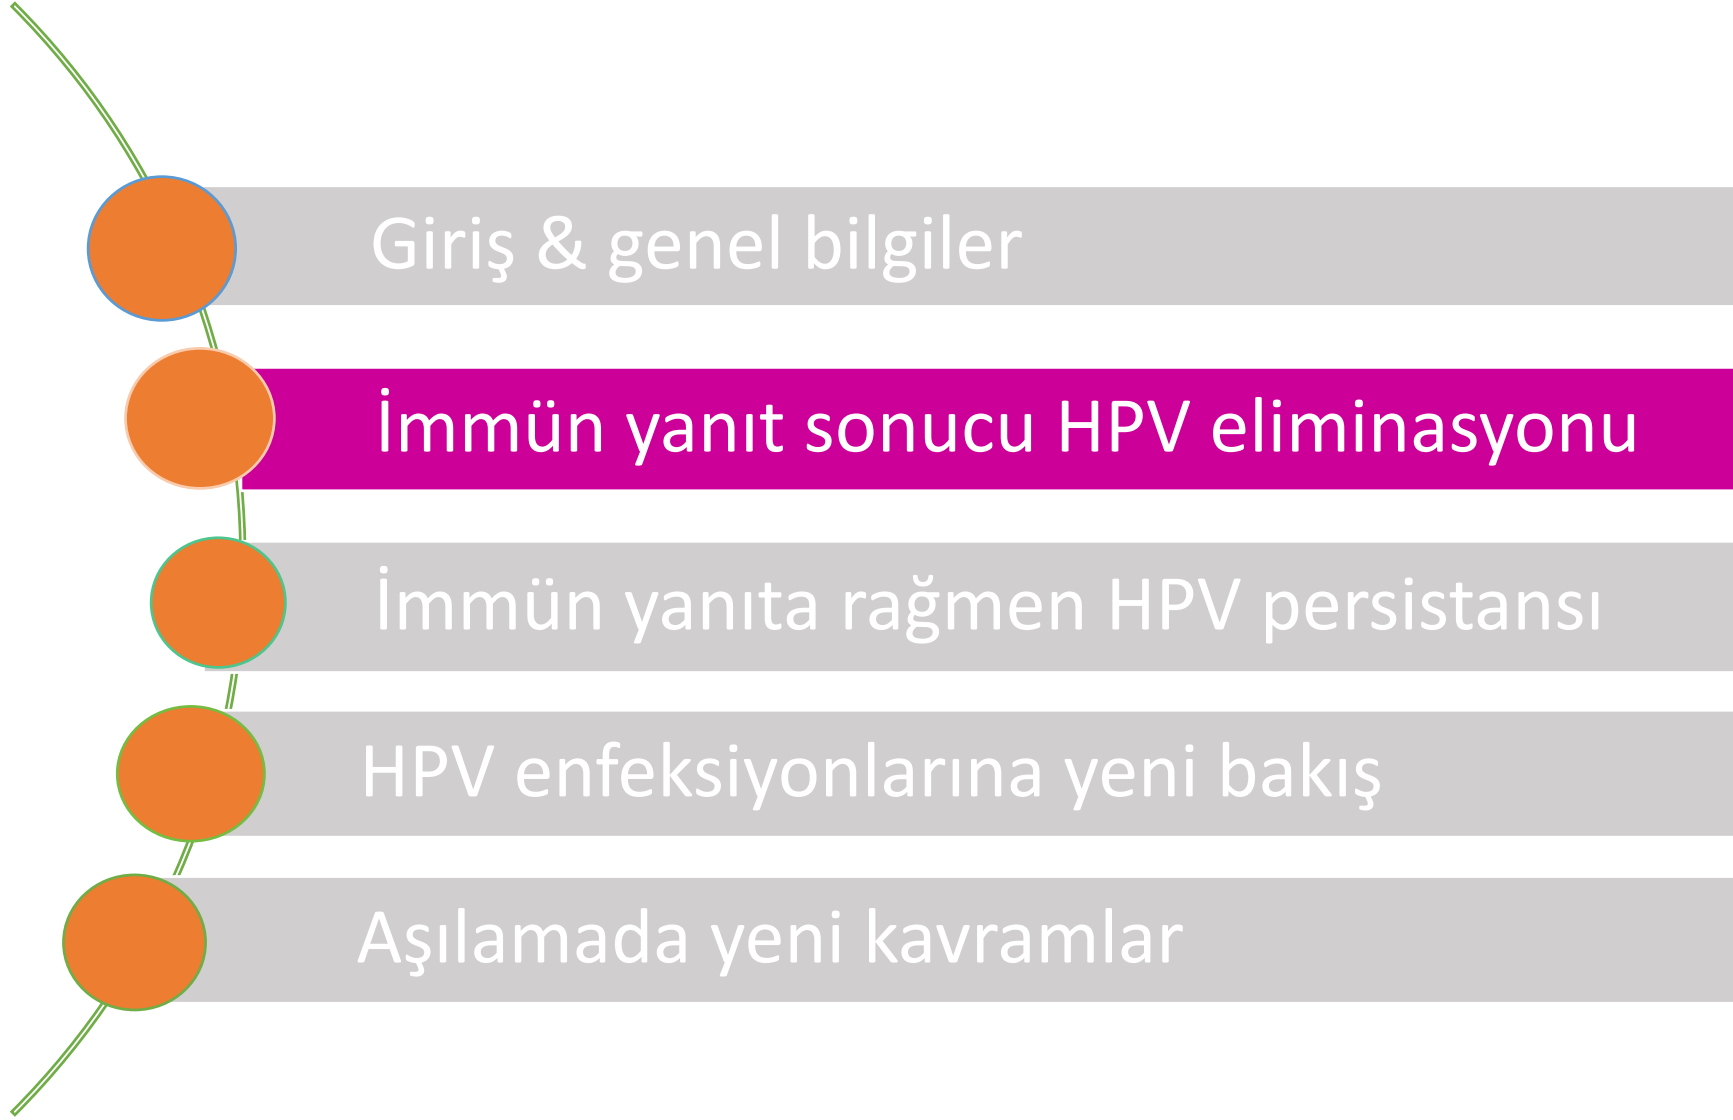 Giriş & genel bilgiler
İmmün yanıt sonucu HPV eliminasyonu
İmmün yanıta rağmen HPV persistansı
HPV enfeksiyonlarına yeni bakış
Aşılamada yeni kavramlar